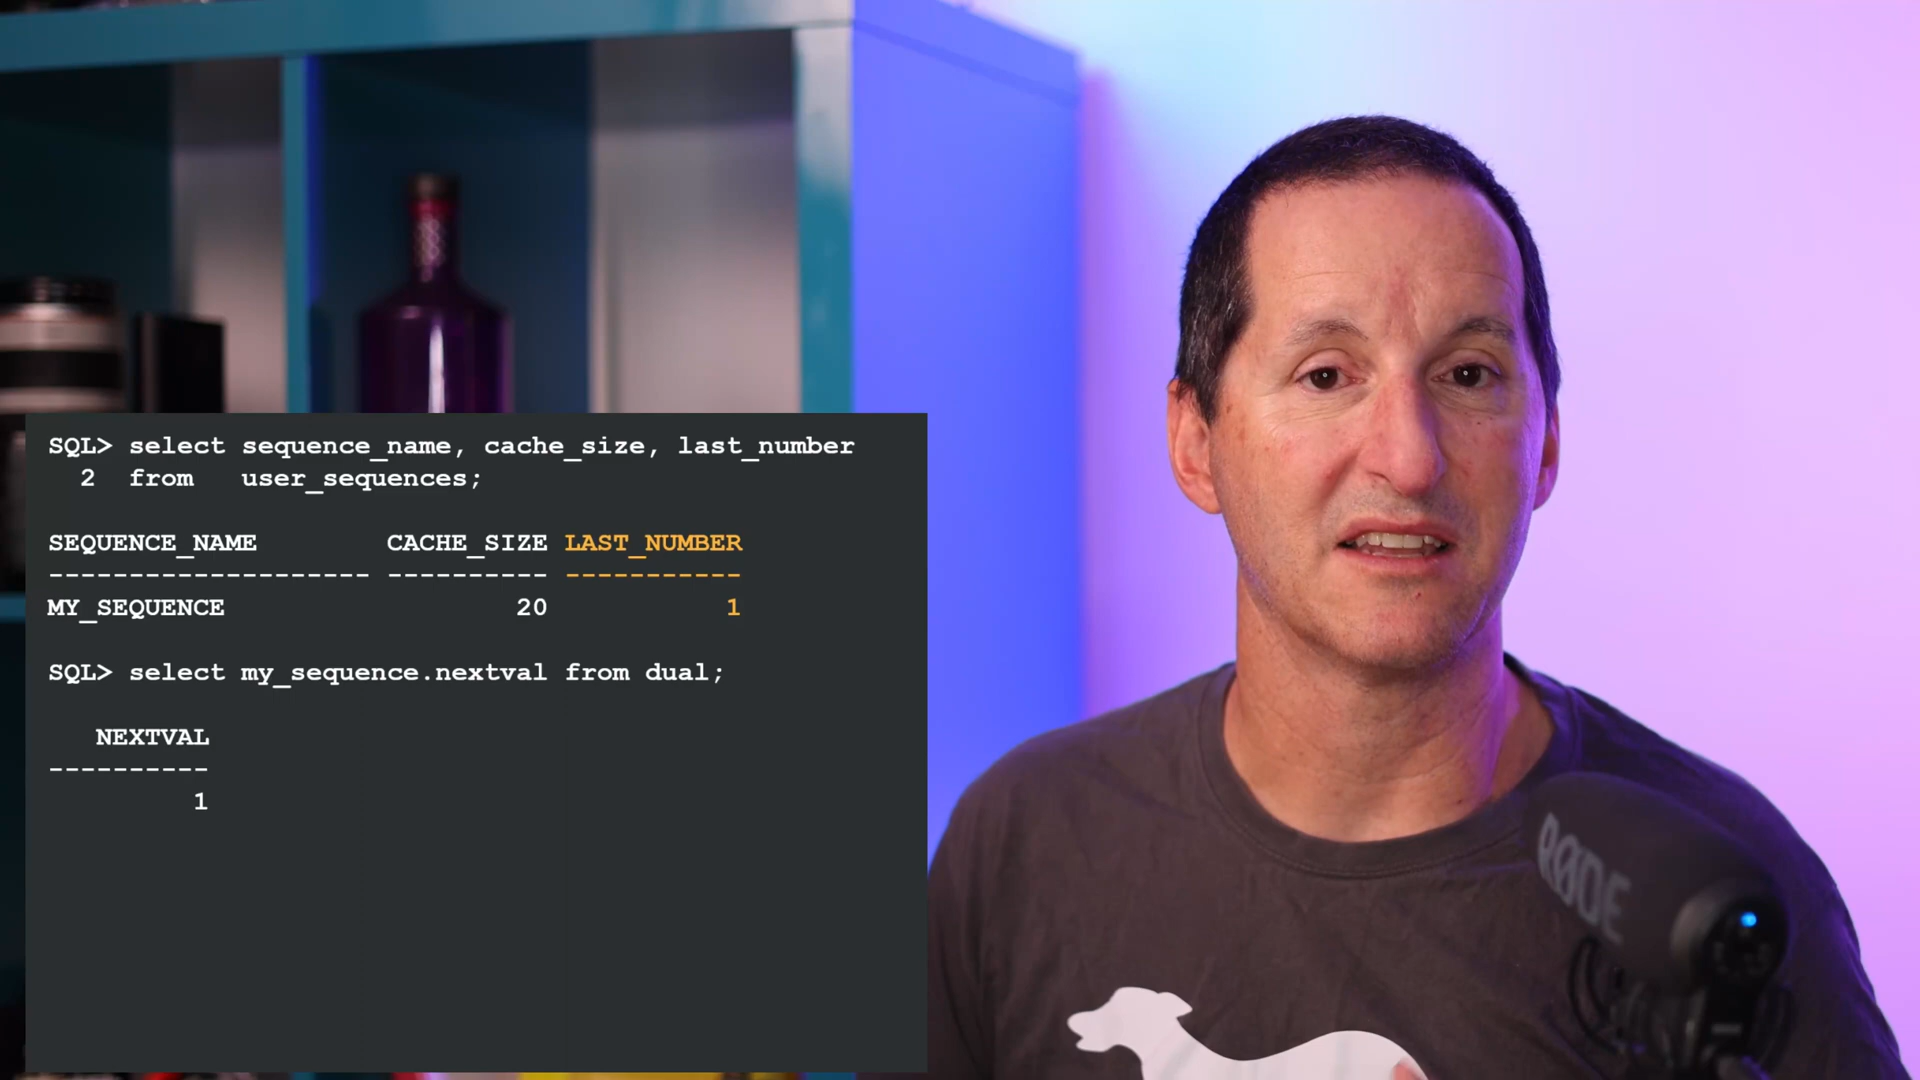 SQL> select sequence_name, cache_size, last_number
  2  from   user_sequences;
SEQUENCE_NAME        CACHE_SIZE LAST_NUMBER
-------------------- ---------- -----------
MY_SEQUENCE                  20           1
SQL> select my_sequence.nextval from dual;
   NEXTVAL
----------
         1
RØDE